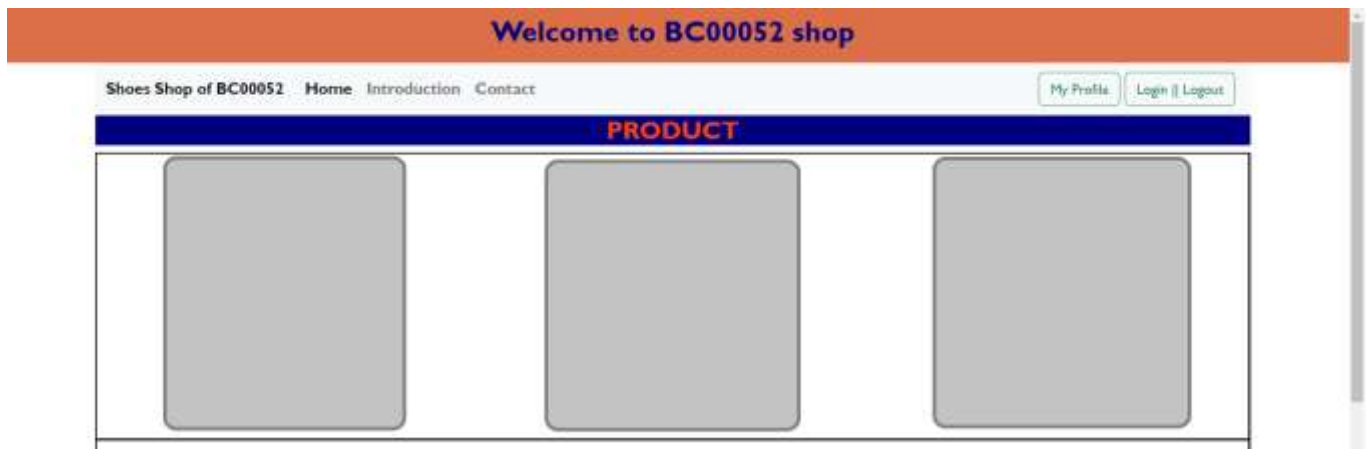 Welcome to BC00052 shop
Shoes Shop of BC00052 Home Introduction Contact My Profile Login || Logout
PRODUCT